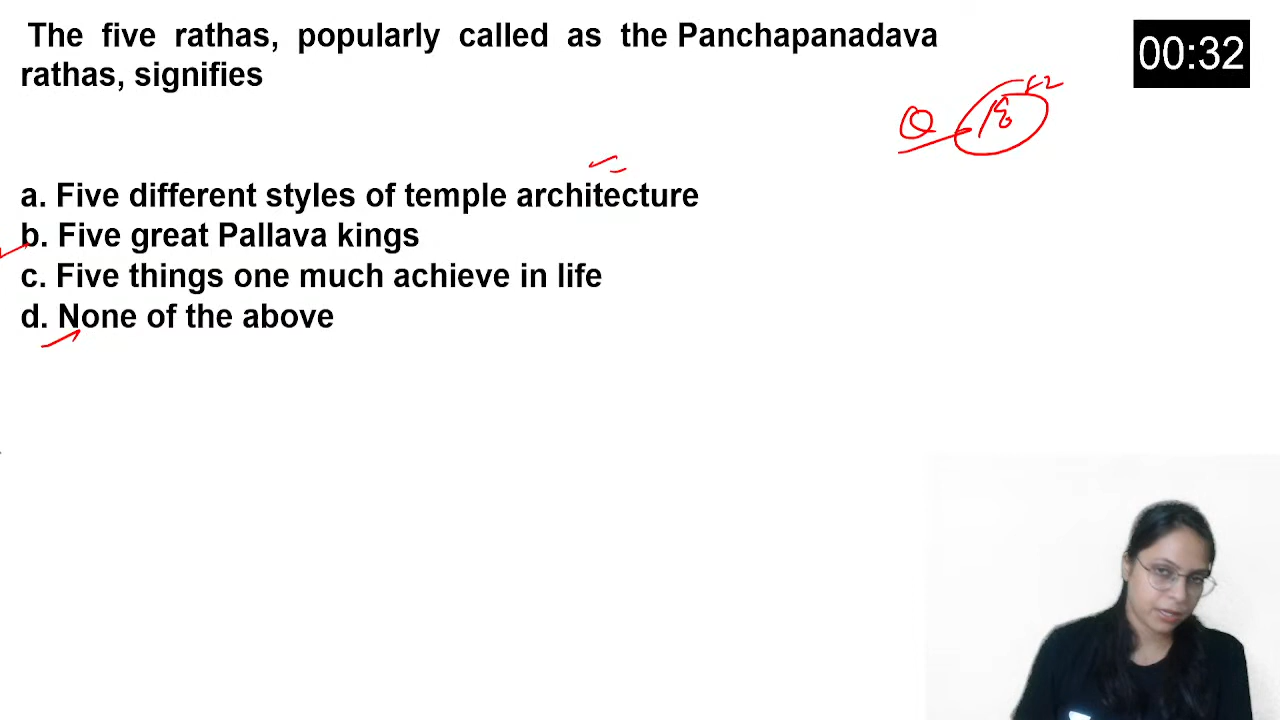 The five rathas, popularly called as the Panchapanadava
rathas, signifies
00:32
Q
a. Five different styles of temple architecture
b. Five great Pallava kings
c. Five things one much achieve in life
d. None of the above